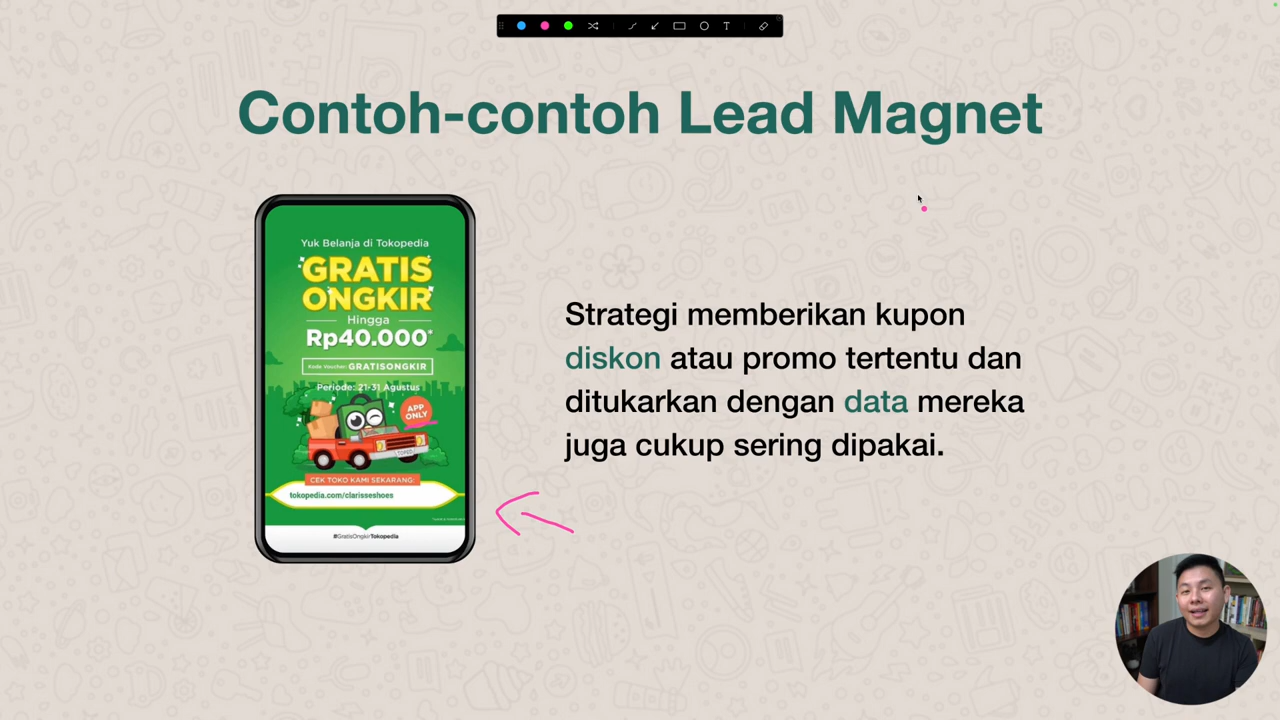 T
Contoh-contoh Lead Magnet
Yuk Belanja di Tokopedia
GRATIS
ONGKIR
Hingga
Rp40.000*
Kode Voucher: GRATISONGKIR
Periode: 21-31 Agustus
APP
ONLY
TOPED
CEK TOKO KAMI SEKARANG:
tokopedia.com/clarisseshoes
#GratisOngkirTokopedia
Strategi memberikan kupon
diskon atau promo tertentu dan
ditukarkan dengan data mereka
juga cukup sering dipakai.